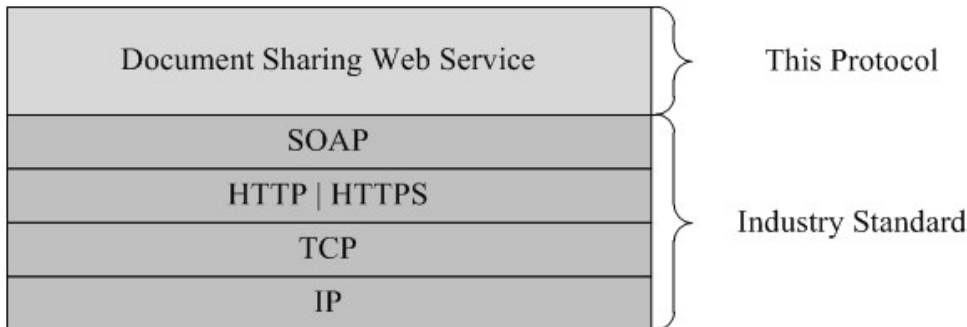 Document Sharing Web Service
This Protocol
SOAP
HTTP | HTTPS
TCP
IP
Industry Standard